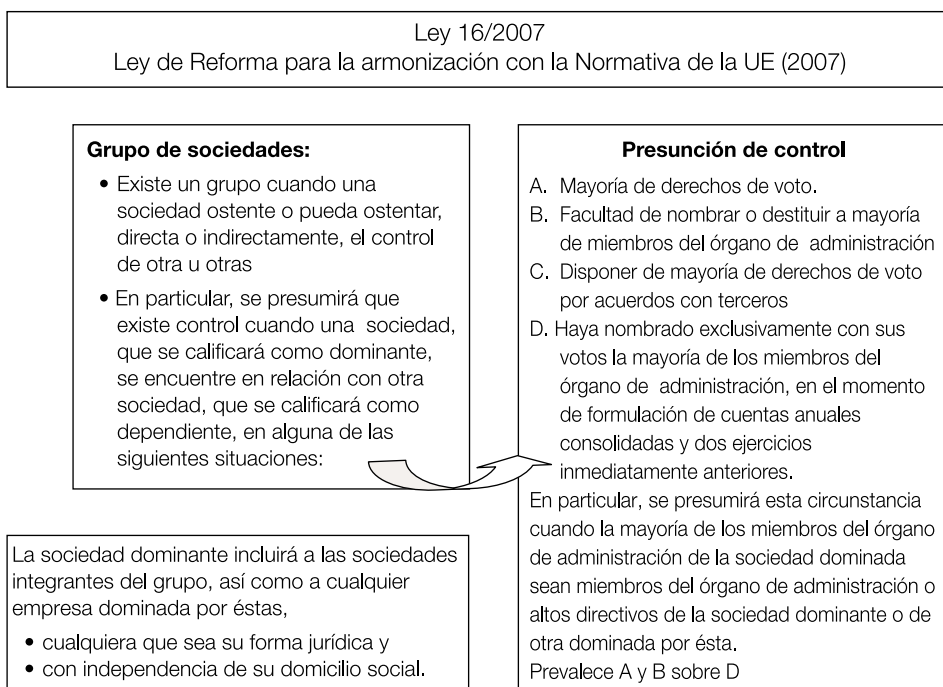 Ley 16/2007
Ley de Reforma para la armonización con la Normativa de la UE (2007)
Grupo de sociedades:
• Existe un grupo cuando una
sociedad ostente o pueda ostentar,
directa o indirectamente, el control
de otra u otras
• En particular, se presumirá que
existe control cuando una sociedad,
que se calificará como dominante,
se encuentre en relación con otra
sociedad, que se calificará como
dependiente, en alguna de las
siguientes situaciones:
La sociedad dominante incluirá a las sociedades
integrantes del grupo, así como a cualquier
empresa dominada por éstas,
• cualquiera que sea su forma jurídica y
• con independencia de su domicilio social.
Presunción de control
A. Mayoría de derechos de voto.
B. Facultad de nombrar o destituir a mayoría
de miembros del órgano de administración
C. Disponer de mayoría de derechos de voto
por acuerdos con terceros
D. Haya nombrado exclusivamente con sus
votos la mayoría de los miembros del
órgano de administración, en el momento
de formulación de cuentas anuales
consolidadas y dos ejercicios
inmediatamente anteriores.
En particular, se presumirá esta circunstancia
cuando la mayoría de los miembros del órgano
de administración de la sociedad dominada
sean miembros del órgano de administración o
altos directivos de la sociedad dominante o de
otra dominada por ésta.
Prevalece A y B sobre D